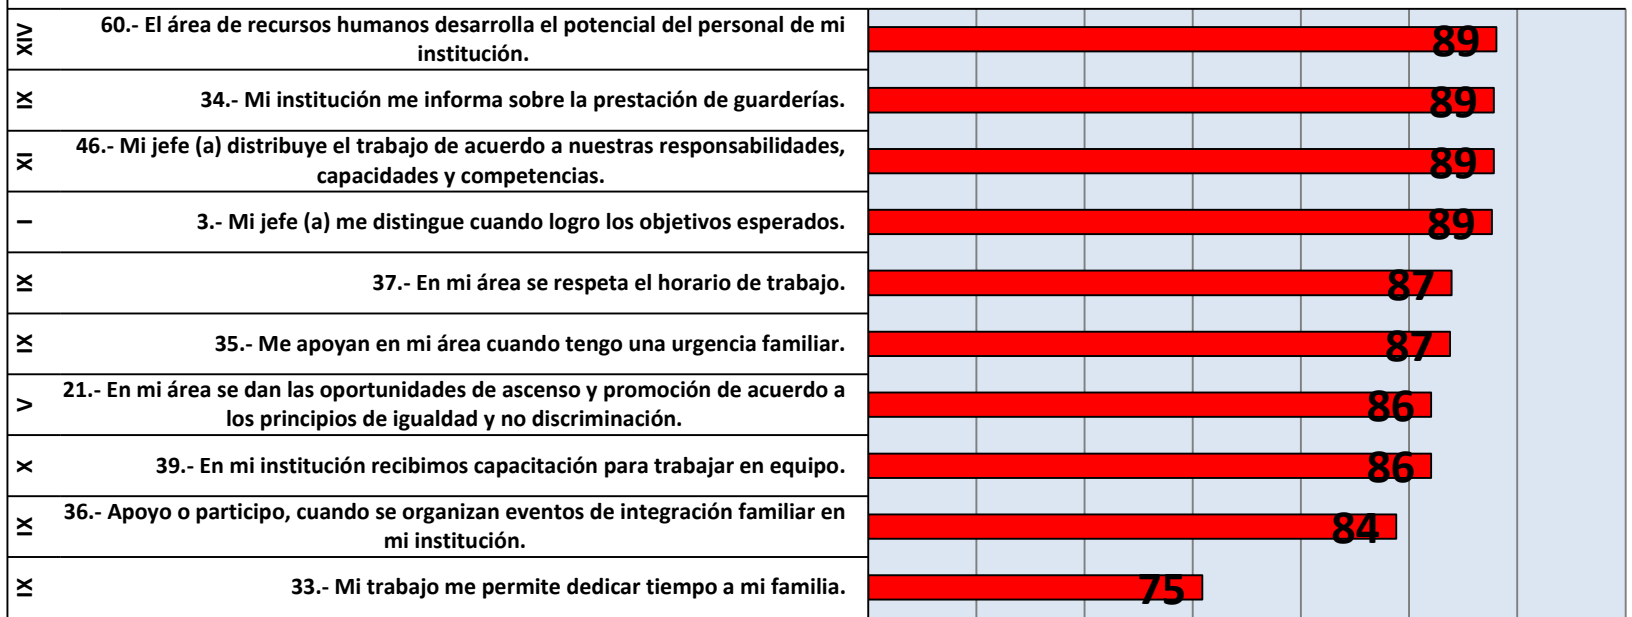 XIV
60.- El área de recursos humanos desarrolla el potencial del personal de mi
institución.
89
IX
34.- Mi institución me informa sobre la prestación de guarderías.
89
XI
46.- Mi jefe (a) distribuye el trabajo de acuerdo a nuestras responsabilidades,
capacidades y competencias.
89
I
3.- Mi jefe (a) me distingue cuando logro los objetivos esperados.
89
IX
37.- En mi área se respeta el horario de trabajo.
87
IX
35.- Me apoyan en mi área cuando tengo una urgencia familiar.
87
V
21.- En mi área se dan las oportunidades de ascenso y promoción de acuerdo a
los principios de igualdad y no discriminación.
86
X
39.- En mi institución recibimos capacitación para trabajar en equipo.
86
IX
36.- Apoyo o participo, cuando se organizan eventos de integración familiar en
mi institución.
84
IX
33.- Mi trabajo me permite dedicar tiempo a mi familia.
75